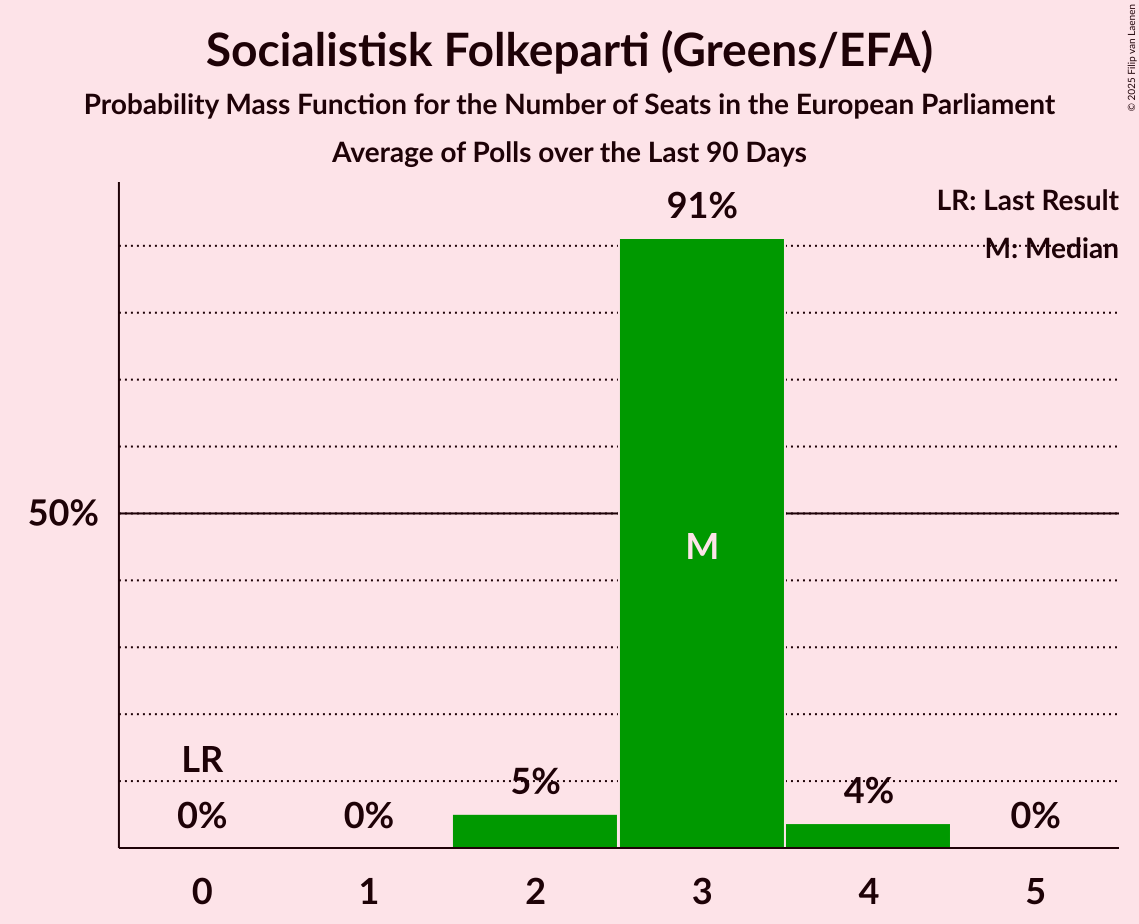 Socialistisk Folkeparti (Greens/EFA)
Probability Mass Function for the Number of Seats in the European Parliament
Average of Polls over the Last 90 Days
© 2025 Filip van Laenen
LR: Last Result
M: Median
91%
50%
M
LR
0%
0%
5%
4%
0%
0
1
2
3
4
5